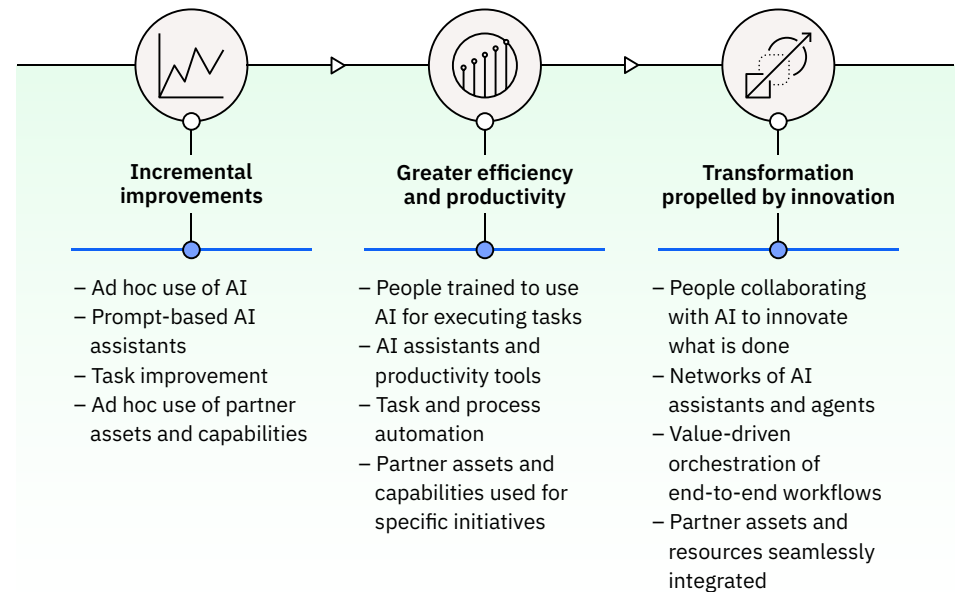 Incremental
improvements
– Ad hoc use of AI
– Prompt-based AI
assistants
– Task improvement
– Ad hoc use of partner
assets and capabilities
Greater efficiency
and productivity
– People trained to use
AI for executing tasks
– AI assistants and
productivity tools
– Task and process
automation
– Partner assets and
capabilities used for
specific initiatives
Transformation
propelled by innovation
– People collaborating
with AI to innovate
what is done
– Networks of AI
assistants and agents
– Value-driven
orchestration of
end-to-end workflows
– Partner assets and
resources seamlessly
integrated